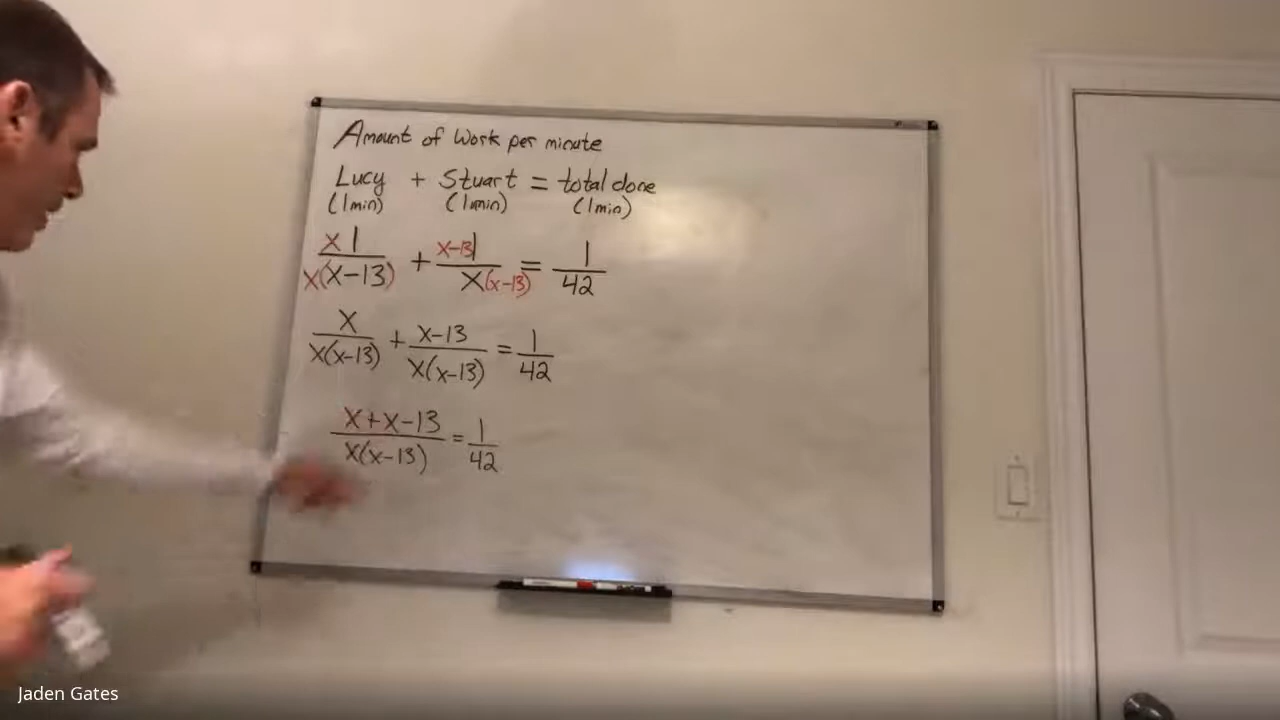 Amount of Work per minute
Lucy + Stuart = total done
(1min) (1min) (1min)
x 1 / x(x-13) + x-13 1 / x(x-13) = 1/42
x / x(x-13) + x-13 / x(x-13) = 1/42
x+x-13 / x(x-13) = 1/42
Jaden Gates